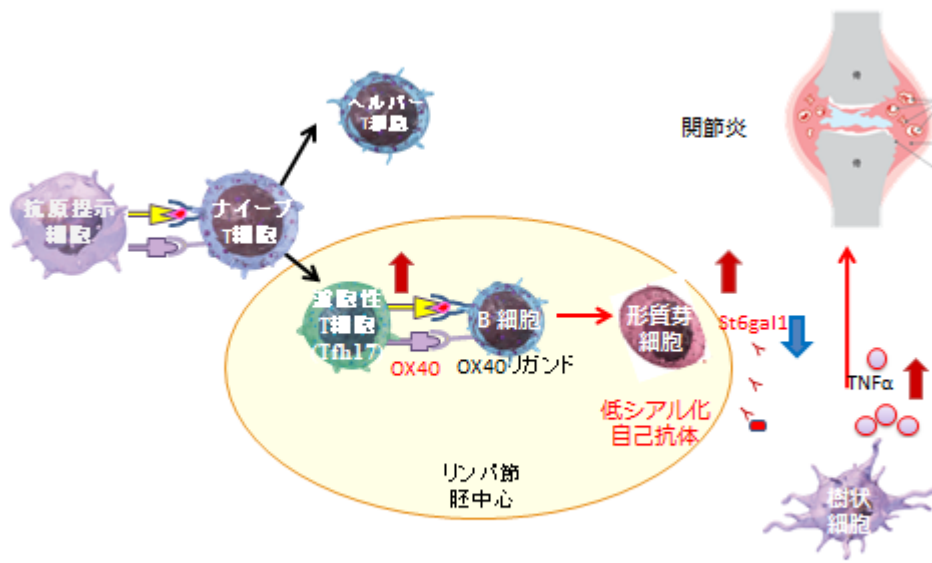 ヘルパー
T細胞
関節炎
抗原提示
細胞
ナイーブ
T細胞
濾胞性
T細胞
(Tfh17)
B 細胞
形質芽
細胞
St6gal1
OX40
OX40リガンド
TNFα
低シアル化
自己抗体
リンパ節
胚中心
樹状
細胞